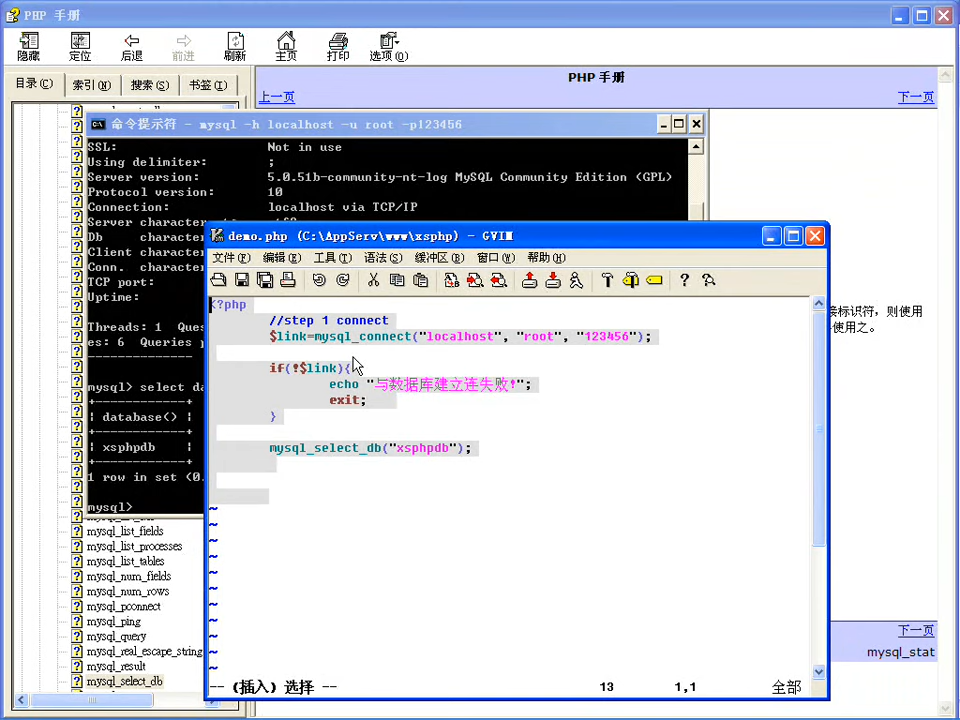 PHP 手册
隐藏
定位
后退
前进
刷新
主页
打印
选项(O)
目录(C)
索引(N)
搜索(S)
书签(I)
PHP 手册
上一页
下一页
命令提示符 - mysql -h localhost -u root -p123456
SSL: Not in use
Using delimiter: ;
Server version: 5.0.51b-community-nt-log MySQL Community Edition (GPL)
Protocol version: 10
Connection: localhost via TCP/IP
Server character
Db character
Client character
Conn. character
TCP port:
Uptime:
Threads: 1 Ques
es: 6 Queries
mysql> select da
| database() |
| xsphpdb |
1 row in set (0.
mysql>
mysql_list_fields
mysql_list_processes
mysql_list_tables
mysql_num_fields
mysql_num_rows
mysql_pconnect
mysql_ping
mysql_query
mysql_real_escape_string
mysql_result
mysql_select_db
demo.php (C:\AppServ\www\xsphp) - GVIM
文件(F) 编辑(E) 工具(T) 语法(S) 缓冲区(B) 窗口(W) 帮助(H)
<?php
//step 1 connect
$link=mysql_connect("localhost", "root", "123456");
if(!$link){
echo "与数据库建立连失败!";
exit;
}
mysql_select_db("xsphpdb");
~
~
~
~
~
~
~
~
~
~
~
-- (插入) 选择 -- 13 1,1 全部
接标识符，则使用
之。
下一页
mysql_stat